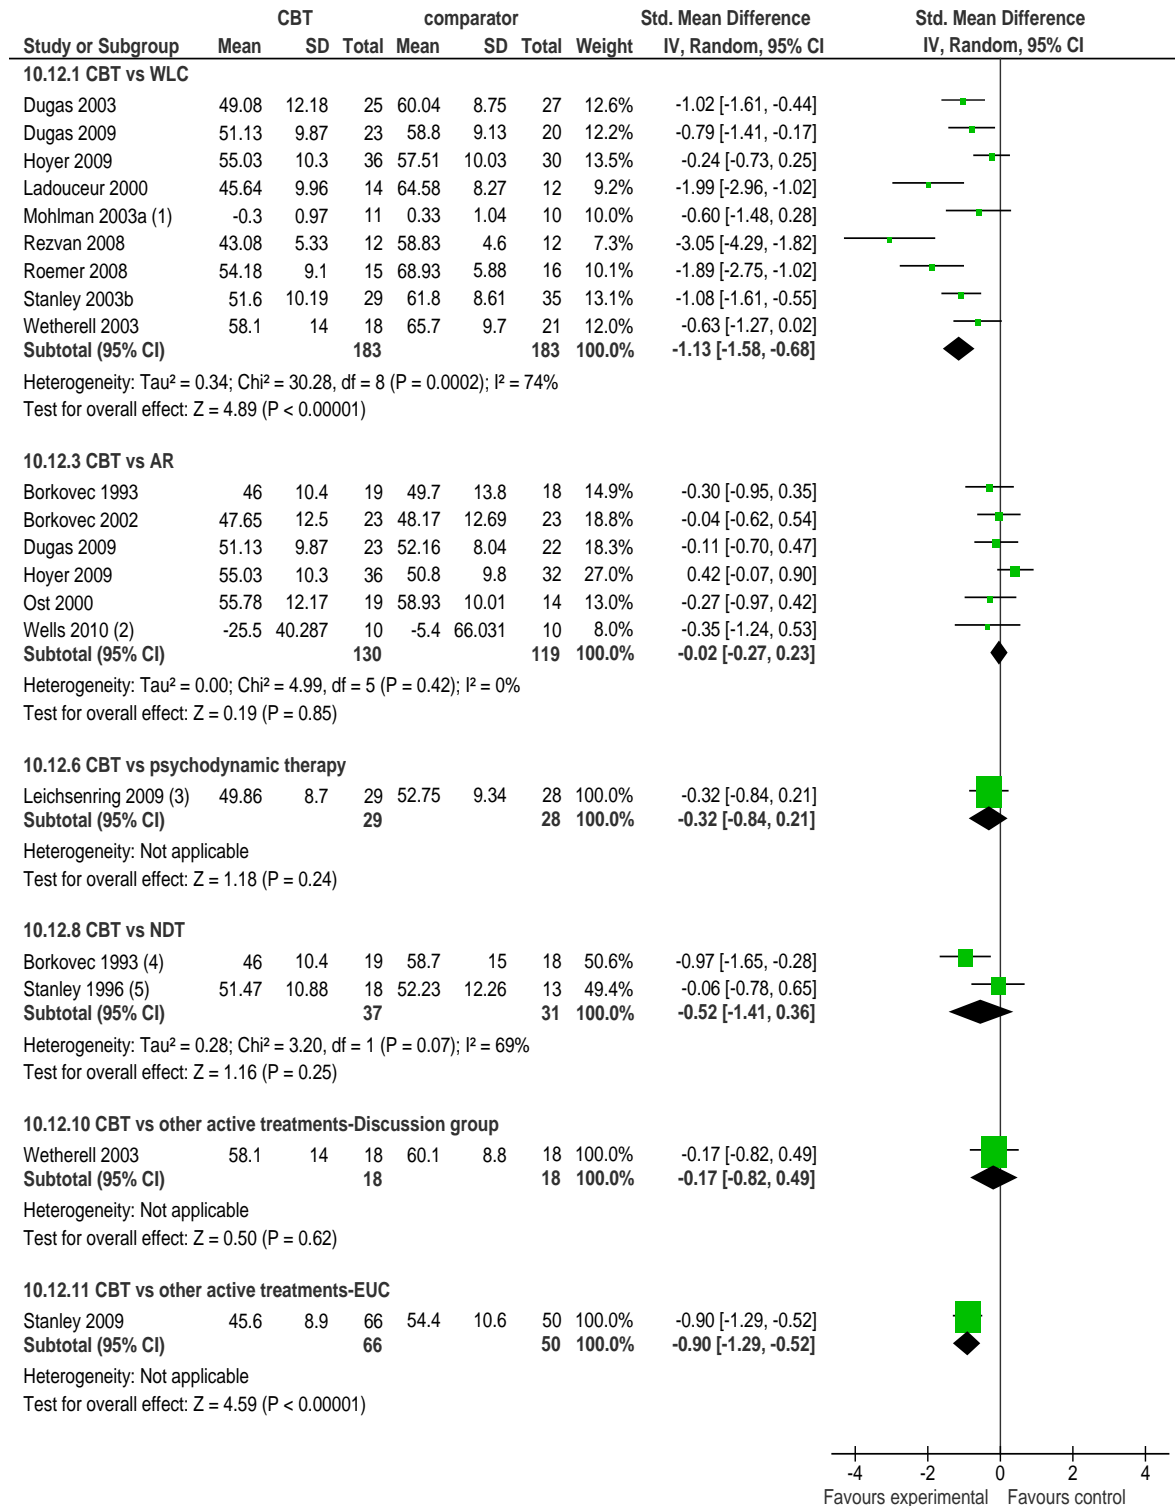 CBT comparator Std. Mean Difference Std. Mean Difference
Study or Subgroup Mean SD Total Mean SD Total Weight IV, Random, 95% CI IV, Random, 95% CI
10.12.1 CBT vs WLC
Dugas 2003 49.08 12.18 25 60.04 8.75 27 12.6% -1.02 [-1.61, -0.44]
Dugas 2009 51.13 9.87 23 58.8 9.13 20 12.2% -0.79 [-1.41, -0.17]
Hoyer 2009 55.03 10.3 36 57.51 10.03 30 13.5% -0.24 [-0.73, 0.25]
Ladouceur 2000 45.64 9.96 14 64.58 8.27 12 9.2% -1.99 [-2.96, -1.02]
Mohlman 2003a (1) -0.3 0.97 11 0.33 1.04 10 10.0% -0.60 [-1.48, 0.28]
Rezvan 2008 43.08 5.33 12 58.83 4.6 12 7.3% -3.05 [-4.29, -1.82]
Roemer 2008 54.18 9.1 15 68.93 5.88 16 10.1% -1.89 [-2.75, -1.02]
Stanley 2003b 51.6 10.19 29 61.8 8.61 35 13.1% -1.08 [-1.61, -0.55]
Wetherell 2003 58.1 14 18 65.7 9.7 21 12.0% -0.63 [-1.27, 0.02]
Subtotal (95% CI) 183 183 100.0% -1.13 [-1.58, -0.68]
Heterogeneity: Tau² = 0.34; Chi² = 30.28, df = 8 (P = 0.0002); I² = 74%
Test for overall effect: Z = 4.89 (P < 0.00001)
10.12.3 CBT vs AR
Borkovec 1993 46 10.4 19 49.7 13.8 18 14.9% -0.30 [-0.95, 0.35]
Borkovec 2002 47.65 12.5 23 48.17 12.69 23 18.8% -0.04 [-0.62, 0.54]
Dugas 2009 51.13 9.87 23 52.16 8.04 22 18.3% -0.11 [-0.70, 0.47]
Hoyer 2009 55.03 10.3 36 50.8 9.8 32 27.0% 0.42 [-0.07, 0.90]
Ost 2000 55.78 12.17 19 58.93 10.01 14 13.0% -0.27 [-0.97, 0.42]
Wells 2010 (2) -25.5 40.287 10 -5.4 66.031 10 8.0% -0.35 [-1.24, 0.53]
Subtotal (95% CI) 130 119 100.0% -0.02 [-0.27, 0.23]
Heterogeneity: Tau² = 0.00; Chi² = 4.99, df = 5 (P = 0.42); I² = 0%
Test for overall effect: Z = 0.19 (P = 0.85)
10.12.6 CBT vs psychodynamic therapy
Leichsenring 2009 (3) 49.86 8.7 29 52.75 9.34 28 100.0% -0.32 [-0.84, 0.21]
Subtotal (95% CI) 29 28 100.0% -0.32 [-0.84, 0.21]
Heterogeneity: Not applicable
Test for overall effect: Z = 1.18 (P = 0.24)
10.12.8 CBT vs NDT
Borkovec 1993 (4) 46 10.4 19 58.7 15 18 50.6% -0.97 [-1.65, -0.28]
Stanley 1996 (5) 51.47 10.88 18 52.23 12.26 13 49.4% -0.06 [-0.78, 0.65]
Subtotal (95% CI) 37 31 100.0% -0.52 [-1.41, 0.36]
Heterogeneity: Tau² = 0.28; Chi² = 3.20, df = 1 (P = 0.07); I² = 69%
Test for overall effect: Z = 1.16 (P = 0.25)
10.12.10 CBT vs other active treatments-Discussion group
Wetherell 2003 58.1 14 18 60.1 8.8 18 100.0% -0.17 [-0.82, 0.49]
Subtotal (95% CI) 18 18 100.0% -0.17 [-0.82, 0.49]
Heterogeneity: Not applicable
Test for overall effect: Z = 0.50 (P = 0.62)
10.12.11 CBT vs other active treatments-EUC
Stanley 2009 45.6 8.9 66 54.4 10.6 50 100.0% -0.90 [-1.29, -0.52]
Subtotal (95% CI) 66 50 100.0% -0.90 [-1.29, -0.52]
Heterogeneity: Not applicable
Test for overall effect: Z = 4.59 (P < 0.00001)
-4 -2 0 2 4
Favours experimental Favours control